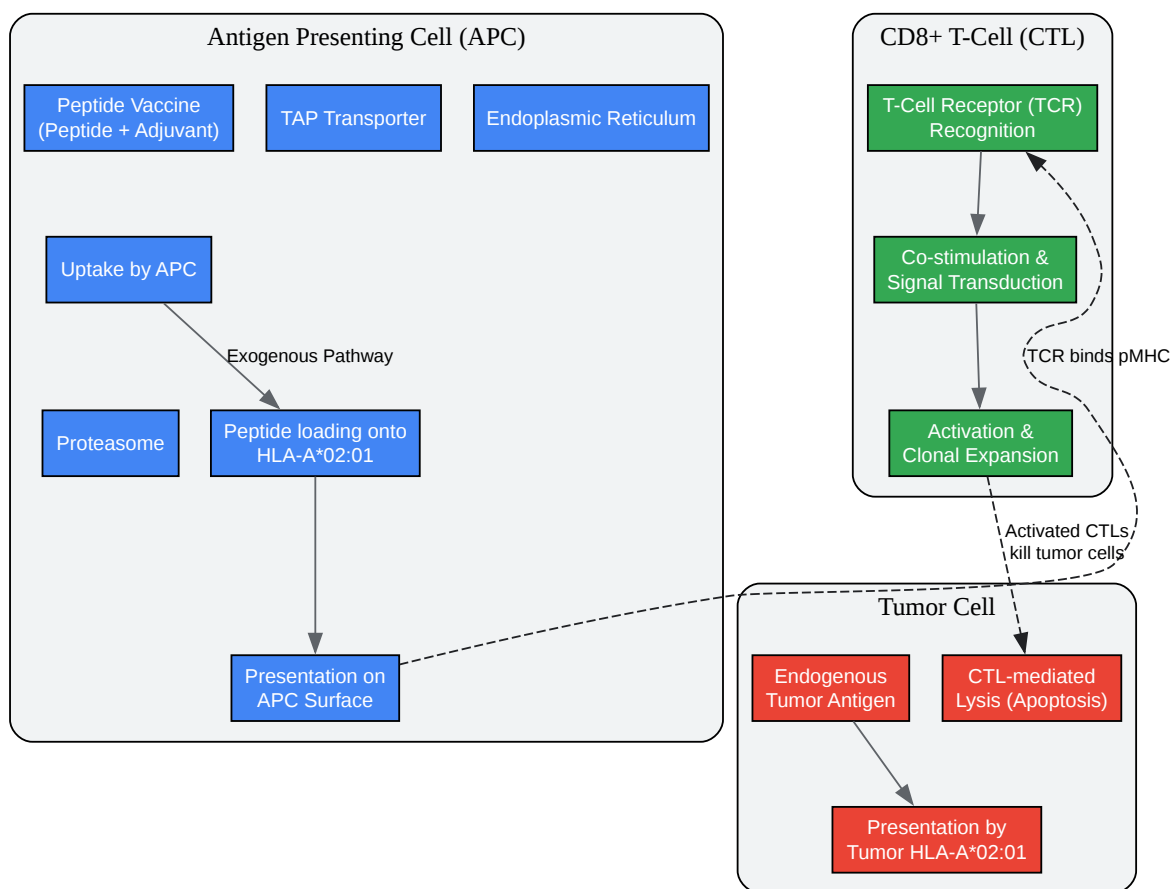 Antigen Presenting Cell (APC)
Peptide Vaccine
(Peptide + Adjuvant)
TAP Transporter
Endoplasmic Reticulum
Uptake by APC
Exogenous Pathway
Proteasome
Peptide loading onto
HLA-A*02:01
Presentation on
APC Surface
CD8+ T-Cell (CTL)
T-Cell Receptor (TCR)
Recognition
Co-stimulation &
Signal Transduction
TCR binds pMHC
Activation &
Clonal Expansion
Activated CTLs
kill tumor cells
Tumor Cell
Endogenous
Tumor Antigen
CTL-mediated
Lysis (Apoptosis)
Presentation by
Tumor HLA-A*02:01